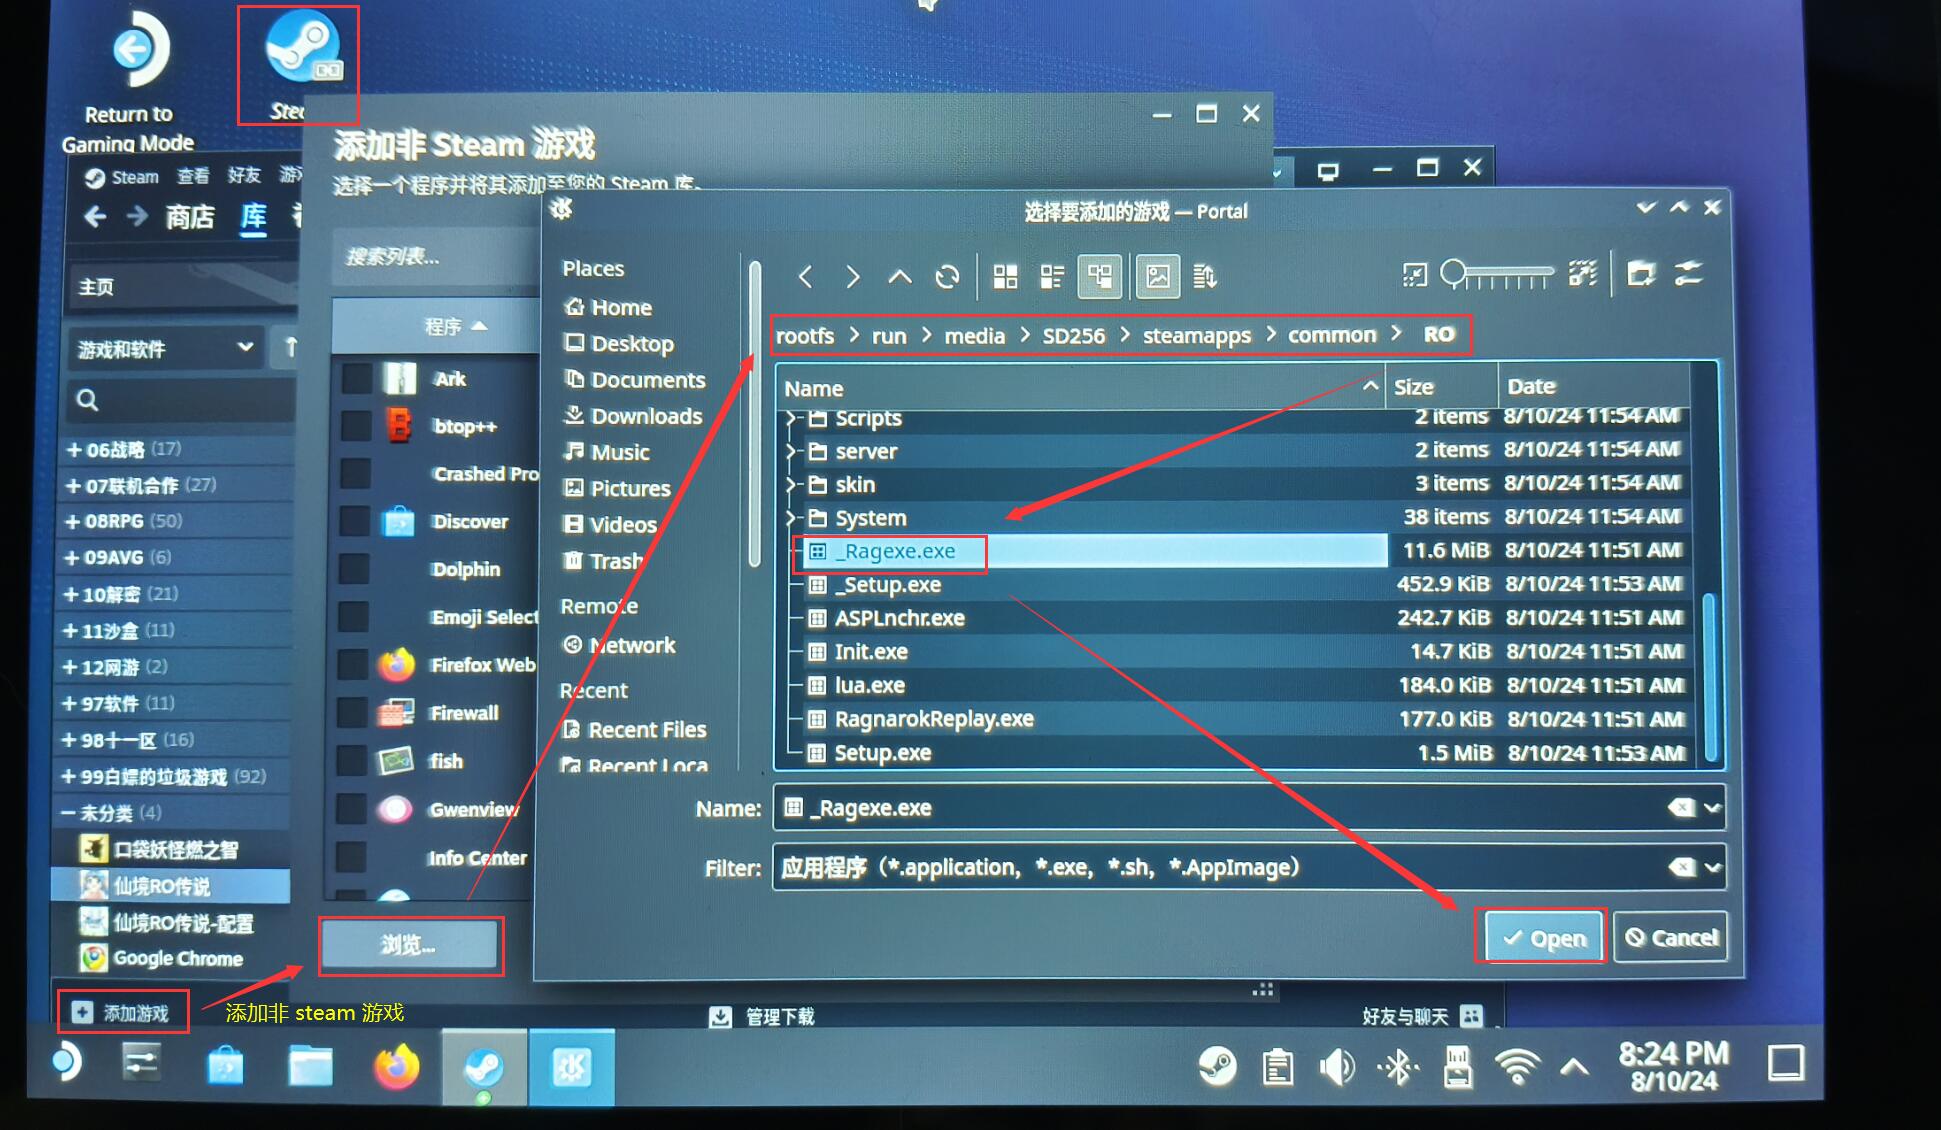 Return to
Gaming Mode
Steam 查看 好友
商店 库
主页
游戏和软件
+ 06战略 (17)
+ 07联机合作 (27)
+ 08RPG (50)
+ 09AVG (6)
+ 10解密 (21)
+ 11沙盒 (11)
+ 12网游 (2)
+ 97软件 (11)
+ 98十一区 (16)
+ 99白嫖的垃圾游戏 (92)
— 未分类 (4)
口袋妖怪燃之智
仙境RO传说
仙境RO传说-配置
Google Chrome
添加游戏
添加非 steam 游戏
添加非 Steam 游戏
选择一个程序并将其添加至您的 Steam 库。
搜索列表...
程序
Ark
btop++
Crashed Pro
Discover
Dolphin
Emoji Select
Firefox Web
Firewall
fish
Gwenview
Info Center
浏览...
选择要添加的游戏 — Portal
Places
Home
Desktop
Documents
Downloads
Music
Pictures
Videos
Trash
Remote
Network
Recent
Recent Files
Recent Loca
rootfs > run > media > SD256 > steamapps > common > RO
Name Size Date
Scripts 2 items 8/10/24 11:54 AM
server 2 items 8/10/24 11:54 AM
skin 3 items 8/10/24 11:54 AM
System 38 items 8/10/24 11:54 AM
_Ragexe.exe 11.6 MiB 8/10/24 11:51 AM
_Setup.exe 452.9 KiB 8/10/24 11:53 AM
ASPLnchr.exe 242.7 KiB 8/10/24 11:51 AM
Init.exe 14.7 KiB 8/10/24 11:51 AM
lua.exe 184.0 KiB 8/10/24 11:51 AM
RagnarokReplay.exe 177.0 KiB 8/10/24 11:51 AM
Setup.exe 1.5 MiB 8/10/24 11:53 AM
Name: _Ragexe.exe
Filter: 应用程序（*.application，*.exe，*.sh，*.AppImage）
Open Cancel
管理下载
好友与聊天
8:24 PM
8/10/24